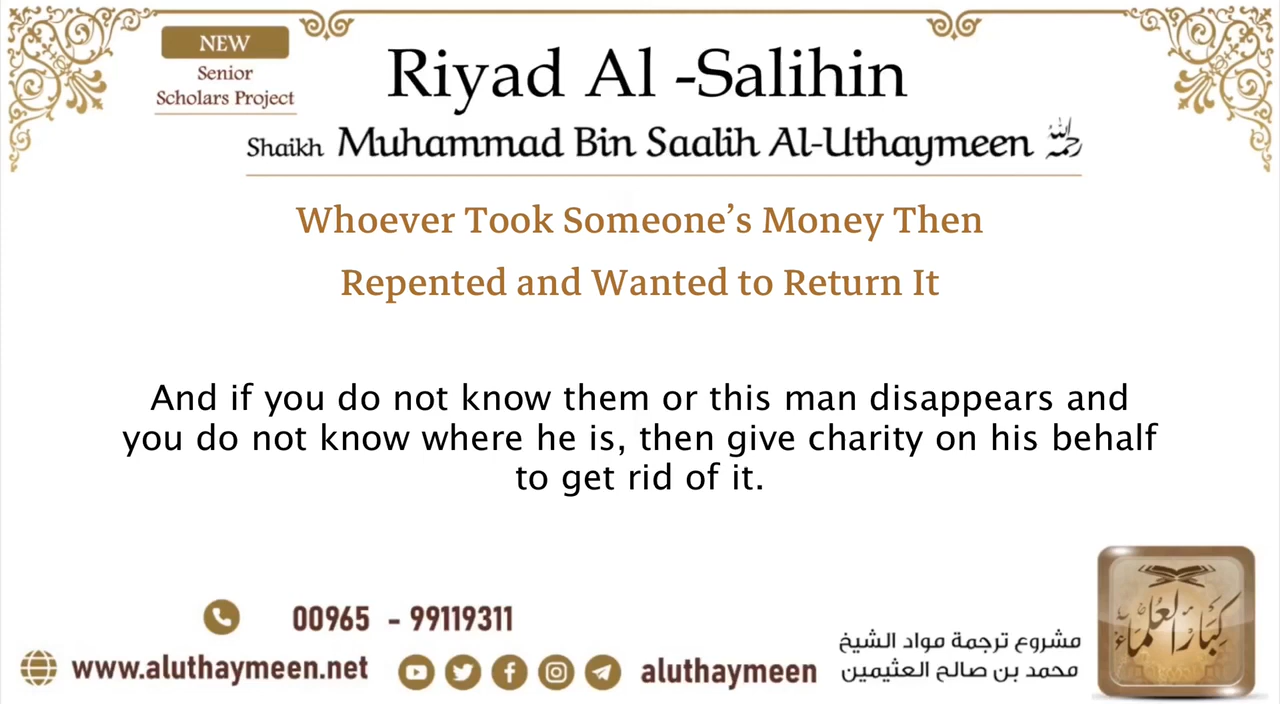 NEW
Senior
Scholars Project
Riyad Al -Salihin
Shaikh Muhammad Bin Saalih Al-Uthaymeen رحمه الله
Whoever Took Someone’s Money Then
Repented and Wanted to Return It
And if you do not know them or this man disappears and
you do not know where he is, then give charity on his behalf
to get rid of it.
00965 - 99119311
www.aluthaymeen.net
aluthaymeen
مشروع ترجمة مواد الشيخ
محمد بن صالح العثيمين
كبار العلماء